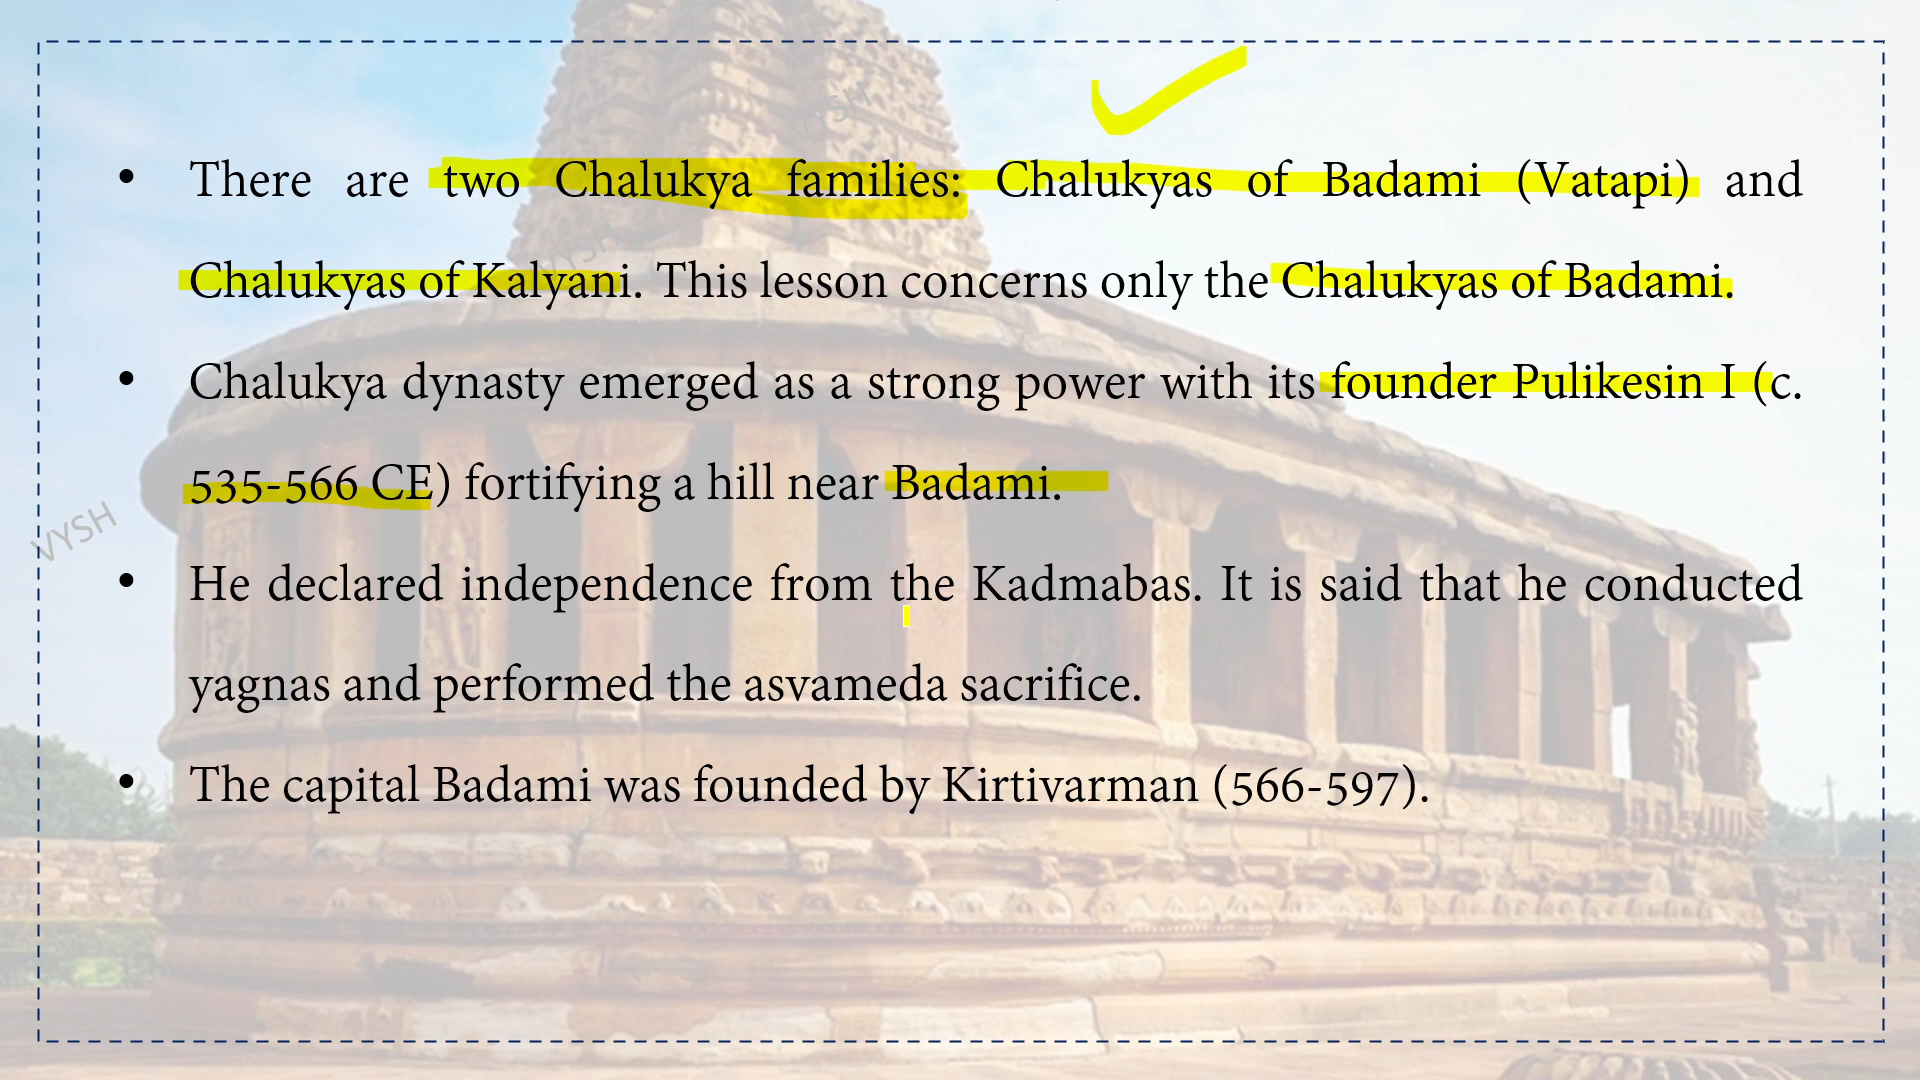 VYSH
• There are two Chalukya families: Chalukyas of Badami (Vatapi) and
VYSH
Chalukyas of Kalyani. This lesson concerns only the Chalukyas of Badami.
• Chalukya dynasty emerged as a strong power with its founder Pulikesin I (c.
535-566 CE) fortifying a hill near Badami.
VYSH
• He declared independence from the Kadmabas. It is said that he conducted
yagnas and performed the asvameda sacrifice.
• The capital Badami was founded by Kirtivarman (566-597).